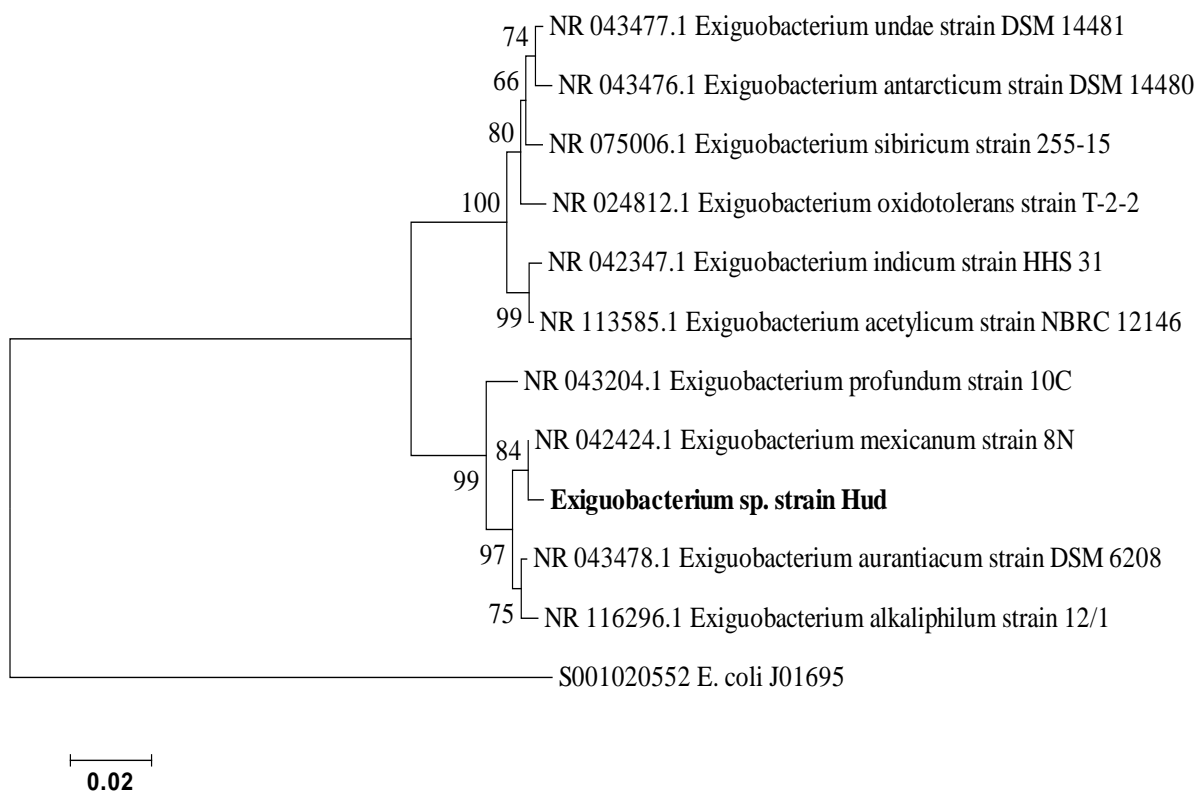 NR 043477.1 Exiguobacterium undae strain DSM 14481
74
NR 043476.1 Exiguobacterium antarcticum strain DSM 14480
66
80
NR 075006.1 Exiguobacterium sibiricum strain 255-15
100
NR 024812.1 Exiguobacterium oxidotolerans strain T-2-2
NR 042347.1 Exiguobacterium indicum strain HHS 31
99
NR 113585.1 Exiguobacterium acetylicum strain NBRC 12146
NR 043204.1 Exiguobacterium profundum strain 10C
84
NR 042424.1 Exiguobacterium mexicanum strain 8N
99
Exiguobacterium sp. strain Hud
97
NR 043478.1 Exiguobacterium aurantiacum strain DSM 6208
75
NR 116296.1 Exiguobacterium alkaliphilum strain 12/1
S001020552 E. coli J01695
0.02